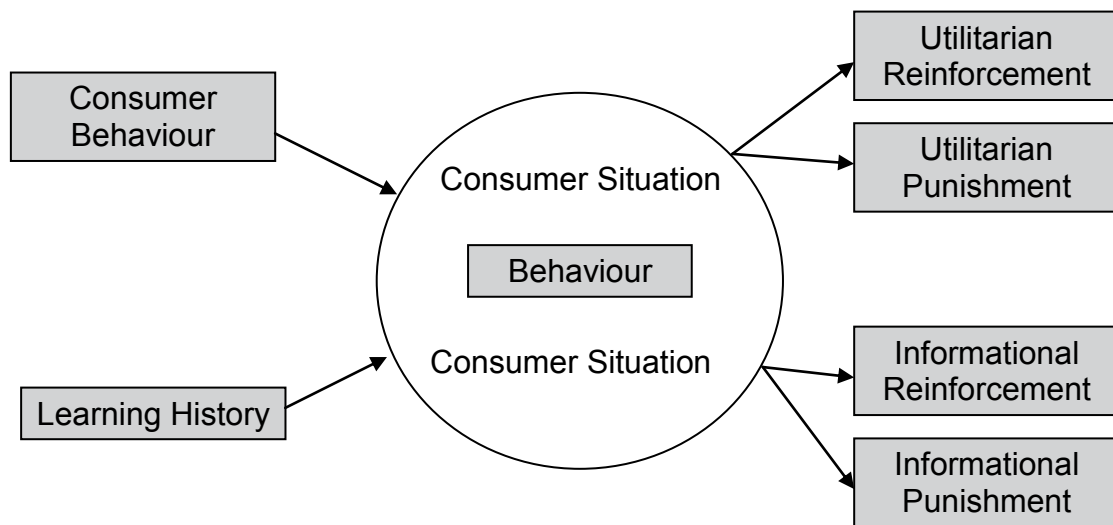 Consumer
Behaviour
Learning History
Consumer Situation
Behaviour
Consumer Situation
Utilitarian
Reinforcement
Utilitarian
Punishment
Informational
Reinforcement
Informational
Punishment